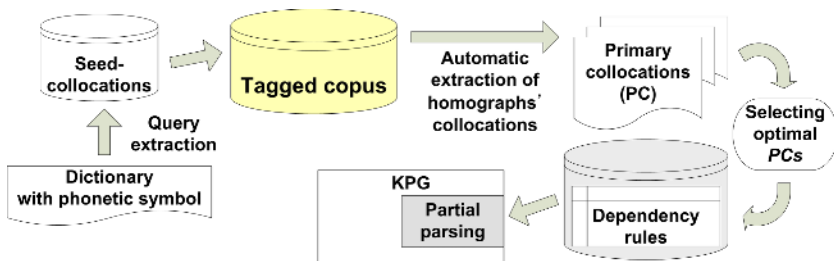 Seed-
collocations
Tagged copus
Automatic
extraction of
homographs'
collocations
Primary
collocations
(PC)
Selecting
optimal
PCs
Query
extraction
Dictionary
with phonetic symbol
KPG
Partial
parsing
Dependency
rules